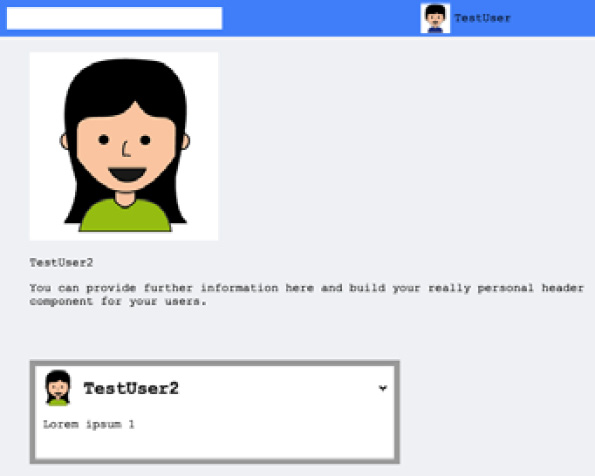 TestUser
TestUser2
You can provide further information here and build your really personal header
component for your users.
TestUser2
Lorem ipsum 1